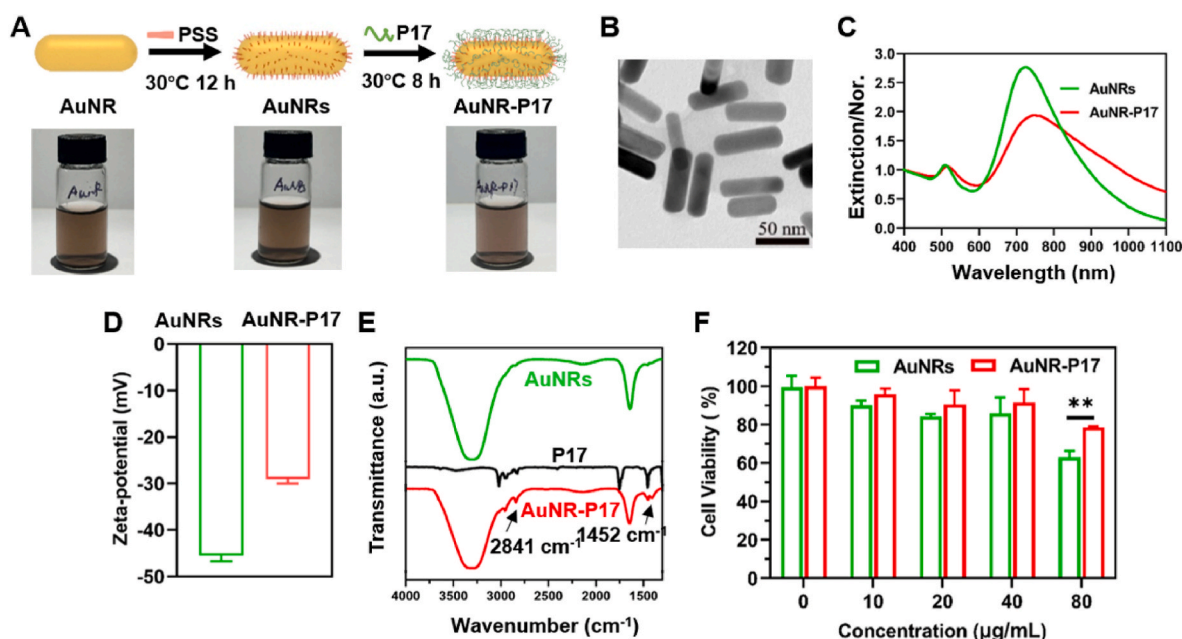 A
PSS
30°C 12 h
P17
30°C 8 h
AuNR
AuNRs
AuNR-P17
AuNR
AuNRs
AuNR-P17
B
50 nm
C
Extinction/Nor.
3.0
2.5
2.0
1.5
1.0
0.5
0.0
AuNRs
AuNR-P17
400 500 600 700 800 900 1000 1100
Wavelength (nm)
D
AuNRs AuNR-P17
Zeta-potential (mV)
0
-10
-20
-30
-40
-50
E
Transmittance (a.u.)
AuNRs
P17
AuNR-P17
2841 cm⁻¹
1452 cm⁻¹
4000 3500 3000 2500 2000 1500
Wavenumber (cm⁻¹)
F
Cell Viability ( %)
120
100
80
60
40
20
0
AuNRs AuNR-P17
**
0 10 20 40 80
Concentration (µg/mL)